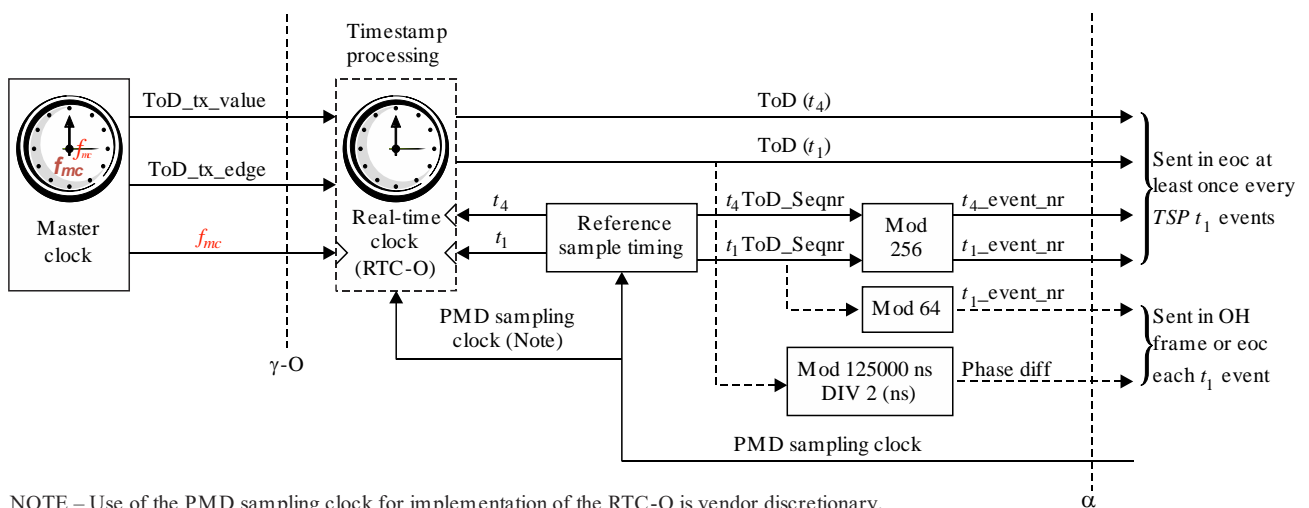 Timestamp
processing
ToD_tx_value
ToD (t4)
fmc
fmc
ToD (t1)
ToD_tx_edge
Sent in eoc at
least once every
TSP t1 events
Master
clock
fmc
Real-time
clock
(RTC-O)
t4
t1
Reference
sample timing
t4ToD_Seqnr
t1ToD_Seqnr
Mod
256
t4_event_nr
t1_event_nr
Mod 64
t1_event_nr
Sent in OH
frame or eoc
each t1 event
PMD sampling
clock (Note)
γ-O
Mod 125000 ns
DIV 2 (ns)
Phase diff
PMD sampling clock
NOTE – Use of the PMD sampling clock for implementation of the RTC-O is vendor discretionary.
α